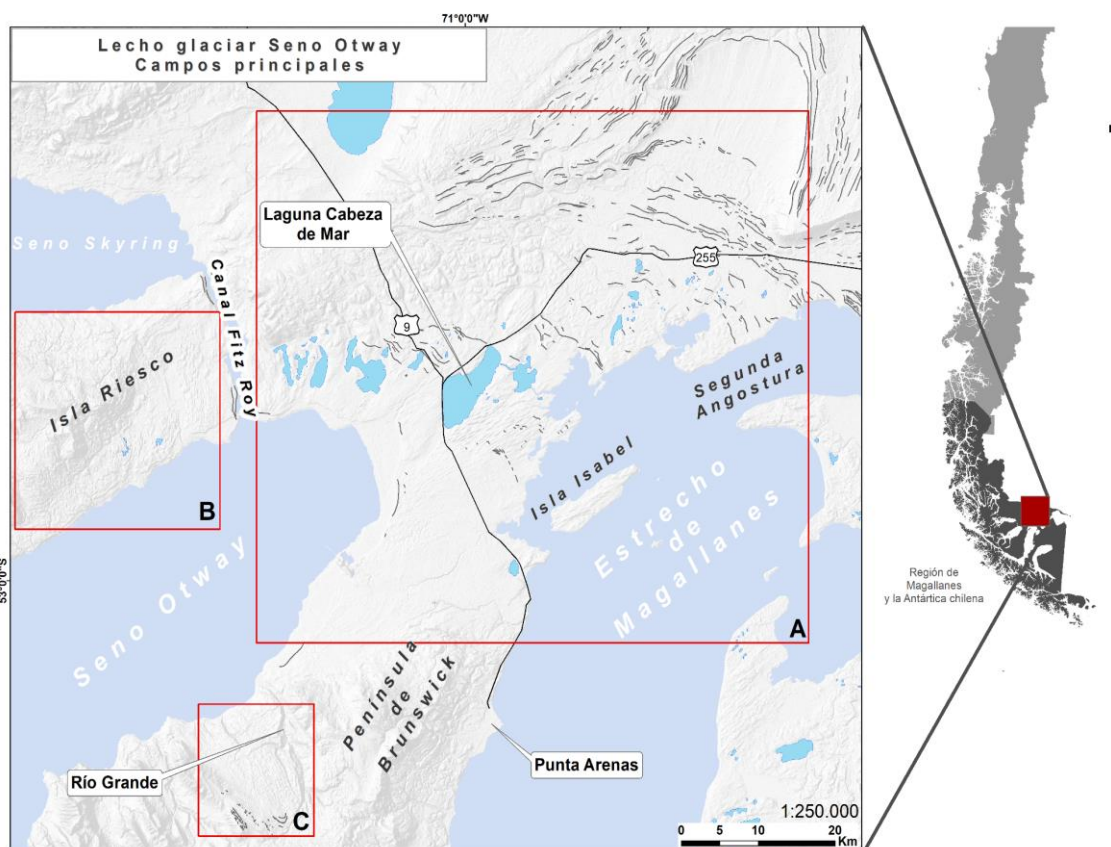 71°0'0"W
Lecho glaciar Seno Otway
Campos principales
Laguna Cabeza
de Mar
Seno Skyring
Canal Fitz Roy
255
9
Isla Riesco
Segunda
Angostura
B
Isla Isabel
Estrecho
de
Magallanes
Seno Otway
53°0'0"S
A
Península
de
Brunswick
Río Grande
Punta Arenas
C
1:250.000
0 5 10 20
Km
Región de
Magallanes
y la Antártica chilena